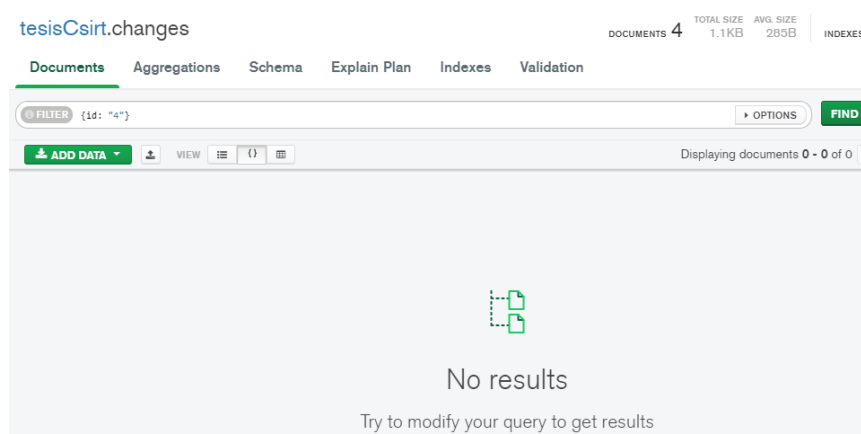 tesisCsirt.changes
DOCUMENTS 4 TOTAL SIZE 1.1KB AVG. SIZE 285B INDEXES
Documents Aggregations Schema Explain Plan Indexes Validation
FILTER {id: "4"} OPTIONS FIND
ADD DATA VIEW {} Displaying documents 0 - 0 of 0
No results
Try to modify your query to get results